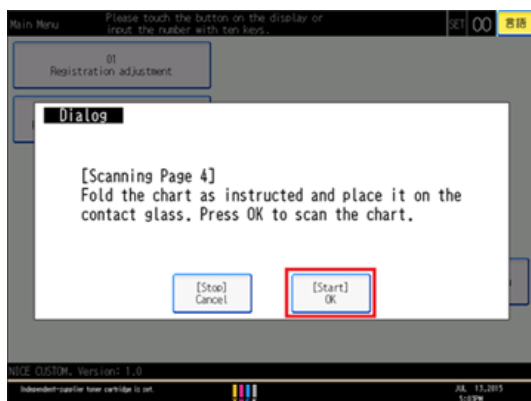 Main Menu
Please touch the button on the display or
input the number with ten keys.
SET 00 言語
01
Registration adjustment
Dialog
[Scanning Page 4]
Fold the chart as instructed and place it on the
contact glass. Press OK to scan the chart.
[Stop]
Cancel
[Start]
OK
NICE CUSTOM. Version: 1.0
Independent-supplier toner cartridge is set.
JUL 13,2015
5:03PM